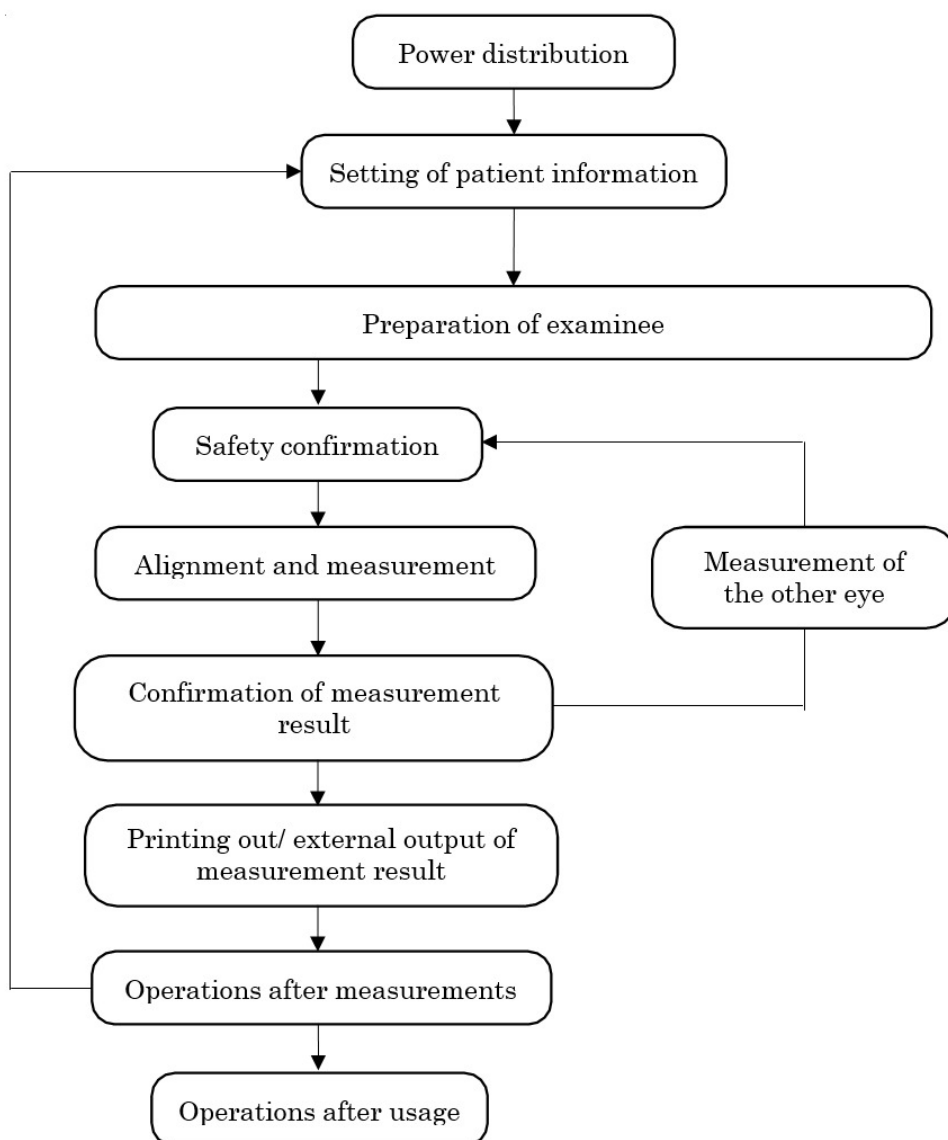 Power distribution
Setting of patient information
Preparation of examinee
Safety confirmation
Alignment and measurement
Measurement of
the other eye
Confirmation of measurement
result
Printing out/ external output of
measurement result
Operations after measurements
Operations after usage